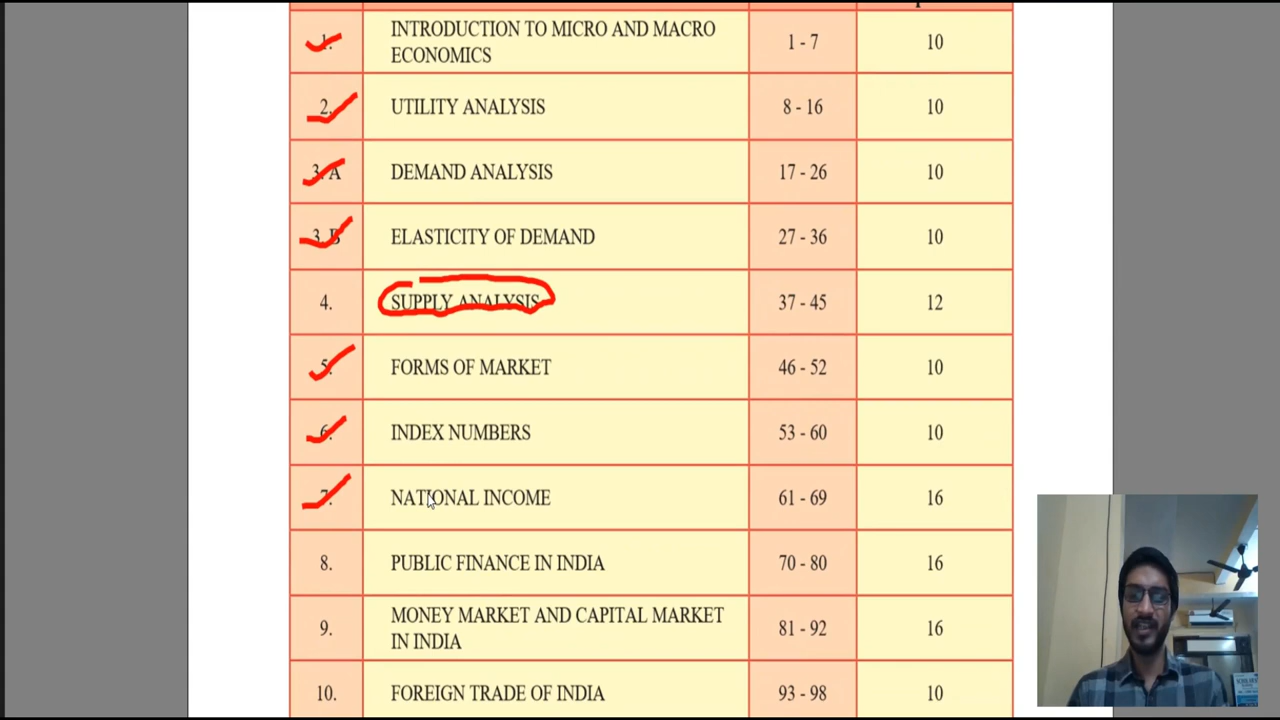 1. INTRODUCTION TO MICRO AND MACRO 1 - 7 10
ECONOMICS
2. UTILITY ANALYSIS 8 - 16 10
3. A DEMAND ANALYSIS 17 - 26 10
3. B ELASTICITY OF DEMAND 27 - 36 10
4. SUPPLY ANALYSIS 37 - 45 12
5. FORMS OF MARKET 46 - 52 10
6. INDEX NUMBERS 53 - 60 10
7. NATIONAL INCOME 61 - 69 16
8. PUBLIC FINANCE IN INDIA 70 - 80 16
9. MONEY MARKET AND CAPITAL MARKET 81 - 92 16
IN INDIA
10. FOREIGN TRADE OF INDIA 93 - 98 10